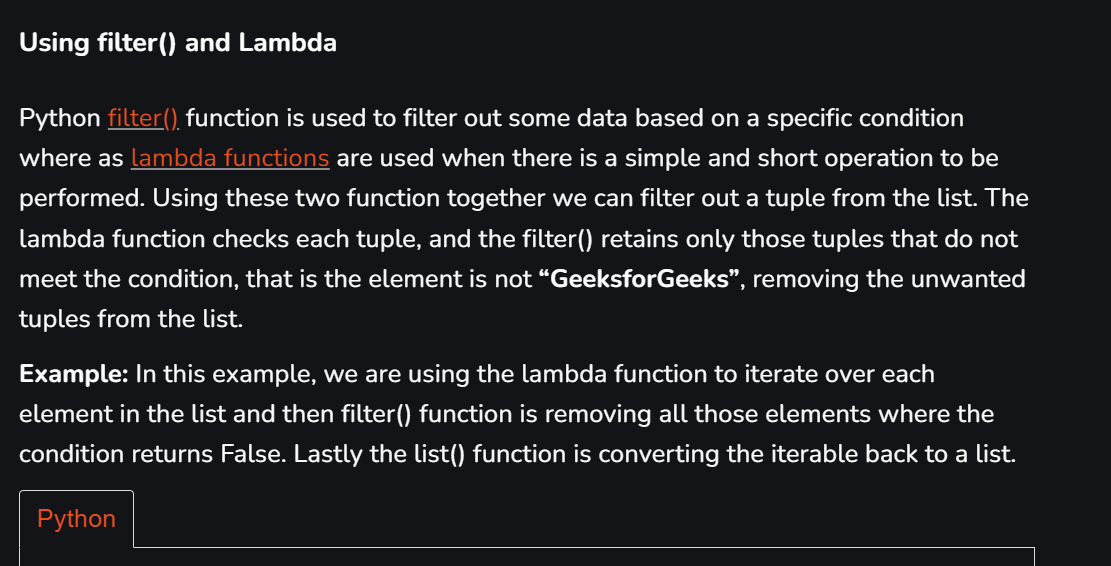 Using filter() and Lambda
Python filter() function is used to filter out some data based on a specific condition
where as lambda functions are used when there is a simple and short operation to be
performed. Using these two function together we can filter out a tuple from the list. The
lambda function checks each tuple, and the filter() retains only those tuples that do not
meet the condition, that is the element is not “GeeksforGeeks”, removing the unwanted
tuples from the list.
Example: In this example, we are using the lambda function to iterate over each
element in the list and then filter() function is removing all those elements where the
condition returns False. Lastly the list() function is converting the iterable back to a list.
Python